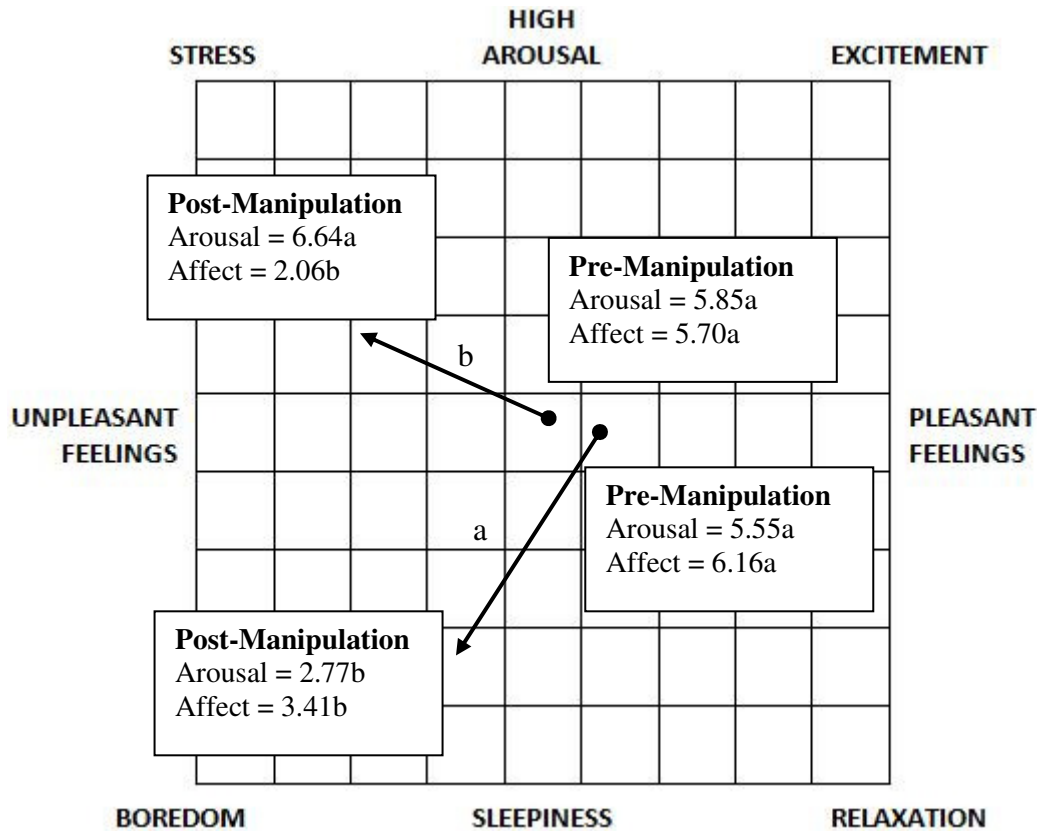 HIGH
AROUSAL
STRESS
EXCITEMENT
Post-Manipulation
Arousal = 6.64a
Affect = 2.06b
Pre-Manipulation
Arousal = 5.85a
Affect = 5.70a
b
UNPLEASANT
FEELINGS
PLEASANT
FEELINGS
Pre-Manipulation
Arousal = 5.55a
Affect = 6.16a
a
Post-Manipulation
Arousal = 2.77b
Affect = 3.41b
BOREDOM
SLEEPINESS
RELAXATION